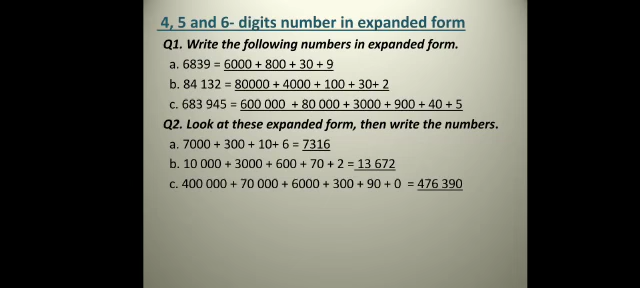 4, 5 and 6- digits number in expanded form
Q1. Write the following numbers in expanded form.
a. 6839 = 6000 + 800 + 30 + 9
b. 84 132 = 80000 + 4000 + 100 + 30+ 2
c. 683 945 = 600 000 + 80 000 + 3000 + 900 + 40 + 5
Q2. Look at these expanded form, then write the numbers.
a. 7000 + 300 + 10+ 6 = 7316
b. 10 000 + 3000 + 600 + 70 + 2 = 13 672
c. 400 000 + 70 000 + 6000 + 300 + 90 + 0 = 476 390